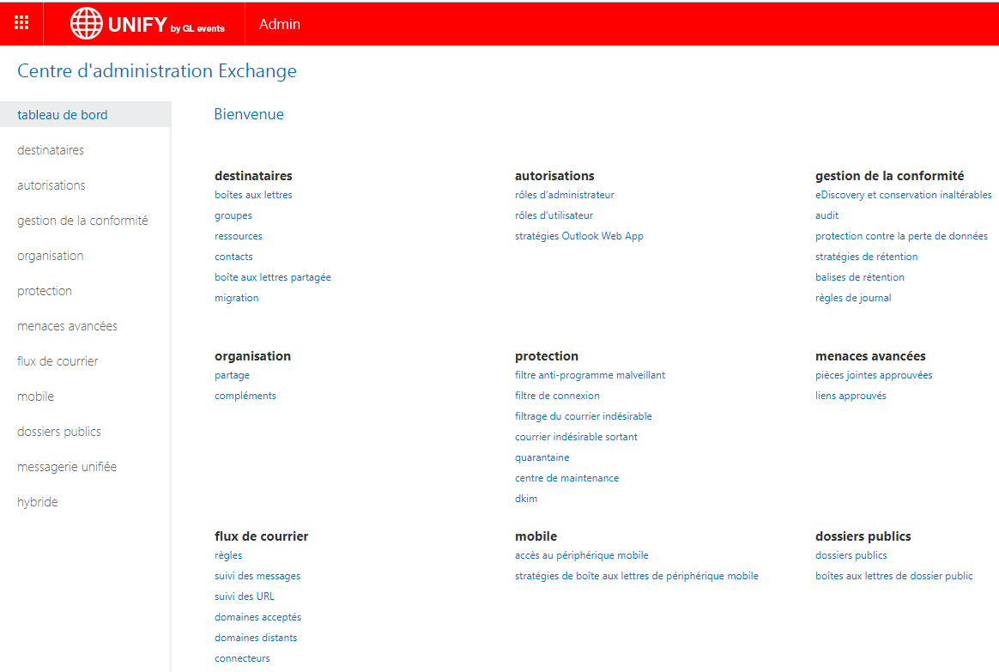 UNIFY by GL events
Admin
Centre d'administration Exchange
tableau de bord
destinataires
autorisations
gestion de la conformité
organisation
protection
menaces avancées
flux de courrier
mobile
dossiers publics
messagerie unifiée
hybride
Bienvenue
destinataires
boîtes aux lettres
groupes
ressources
contacts
boîte aux lettres partagée
migration
autorisations
rôles d'administrateur
rôles d'utilisateur
stratégies Outlook Web App
gestion de la conformité
eDiscovery et conservation inaltérables
audit
protection contre la perte de données
stratégies de rétention
balises de rétention
règles de journal
organisation
partage
compléments
protection
filtre anti-programme malveillant
filtre de connexion
filtrage du courrier indésirable
courrier indésirable sortant
quarantaine
centre de maintenance
dkim
menaces avancées
pièces jointes approuvées
liens approuvés
flux de courrier
règles
suivi des messages
suivi des URL
domaines acceptés
domaines distants
connecteurs
mobile
accès au périphérique mobile
stratégies de boîte aux lettres de périphérique mobile
dossiers publics
dossiers publics
boîtes aux lettres de dossier public